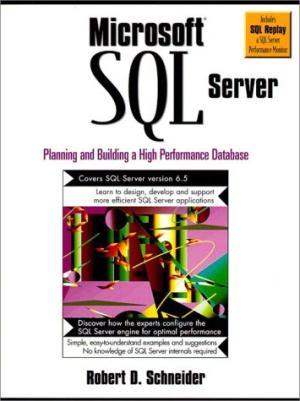 Microsoft®
SQL
Server
Includes
SQL Replay
a SQL Server
Performance Monitor
Planning and Building a High Performance Database
Covers SQL Server version 6.5
Learn to design, develop and support
more efficient SQL Server applications
Discover how the experts configure the
SQL Server engine for optimal performance
Simple, easy-to-understand examples and suggestions
No knowledge of SQL Server internals required
Robert D. Schneider